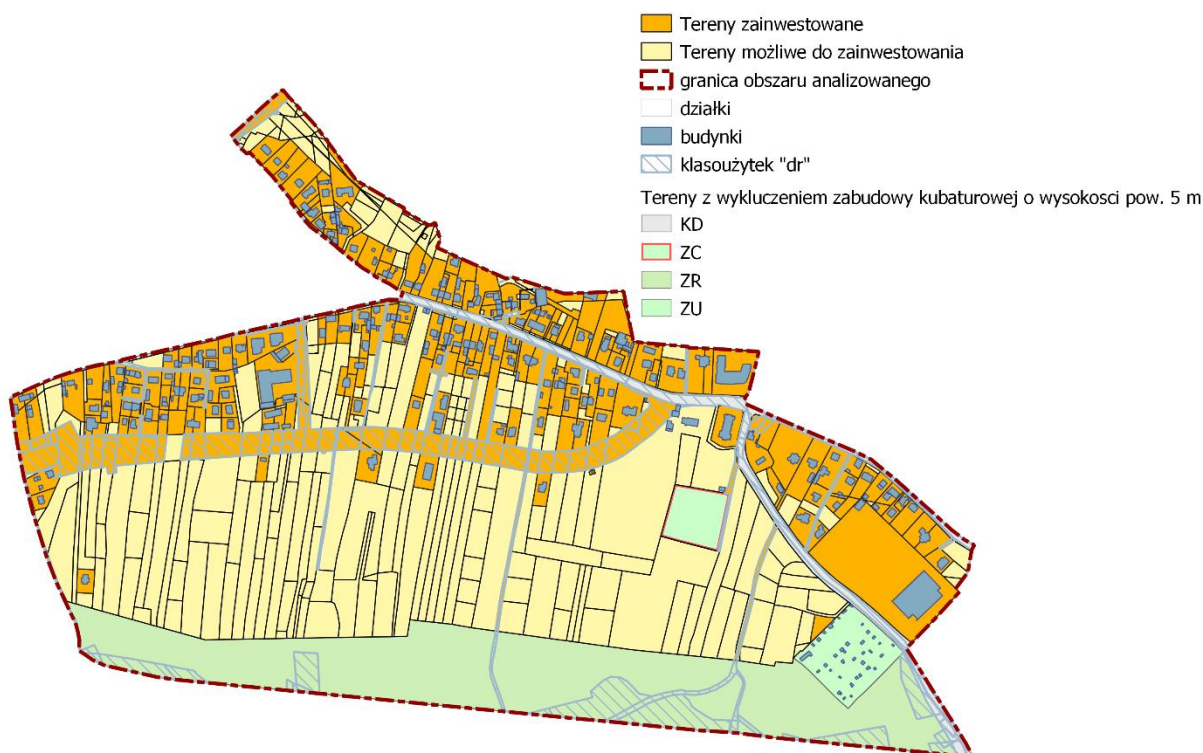 Tereny zainwestowane
Tereny możliwe do zainwestowania
granica obszaru analizowanego
działki
budynki
klasoużytek "dr"
Tereny z wykluczeniem zabudowy kubaturowej o wysokosci pow. 5 m
KD
ZC
ZR
ZU